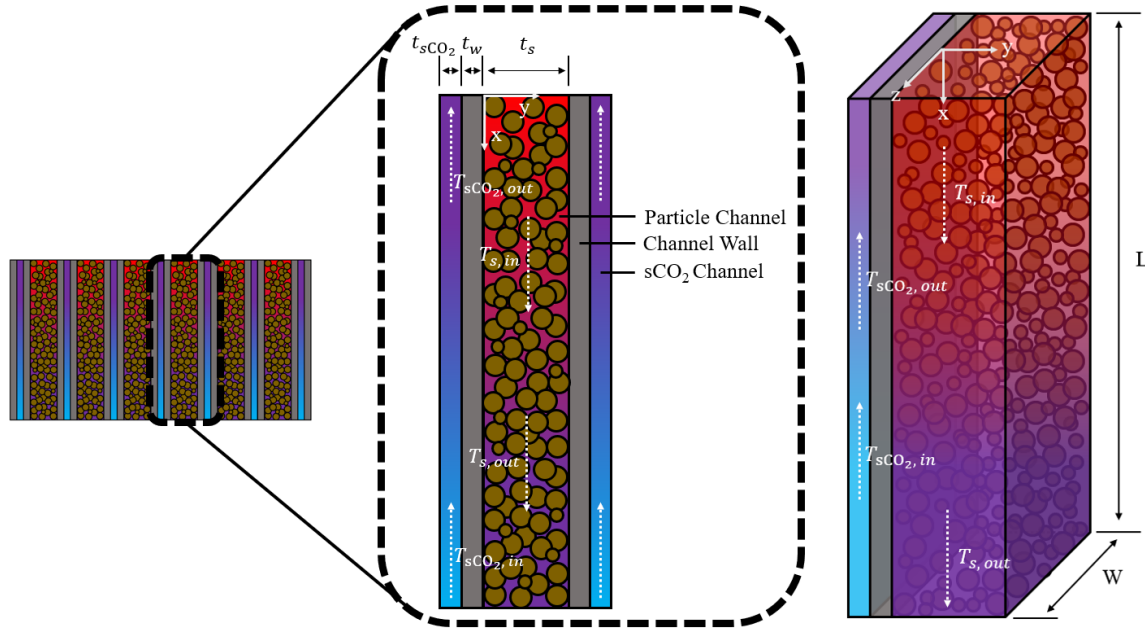 t_sCO₂ t_w t_s
y
x
T_sCO₂,out
T_s,in
Particle Channel
Channel Wall
sCO₂ Channel
T_s,out
T_sCO₂,in
y
z
x
T_s,in
T_sCO₂,out
L
T_sCO₂,in
T_s,out
W